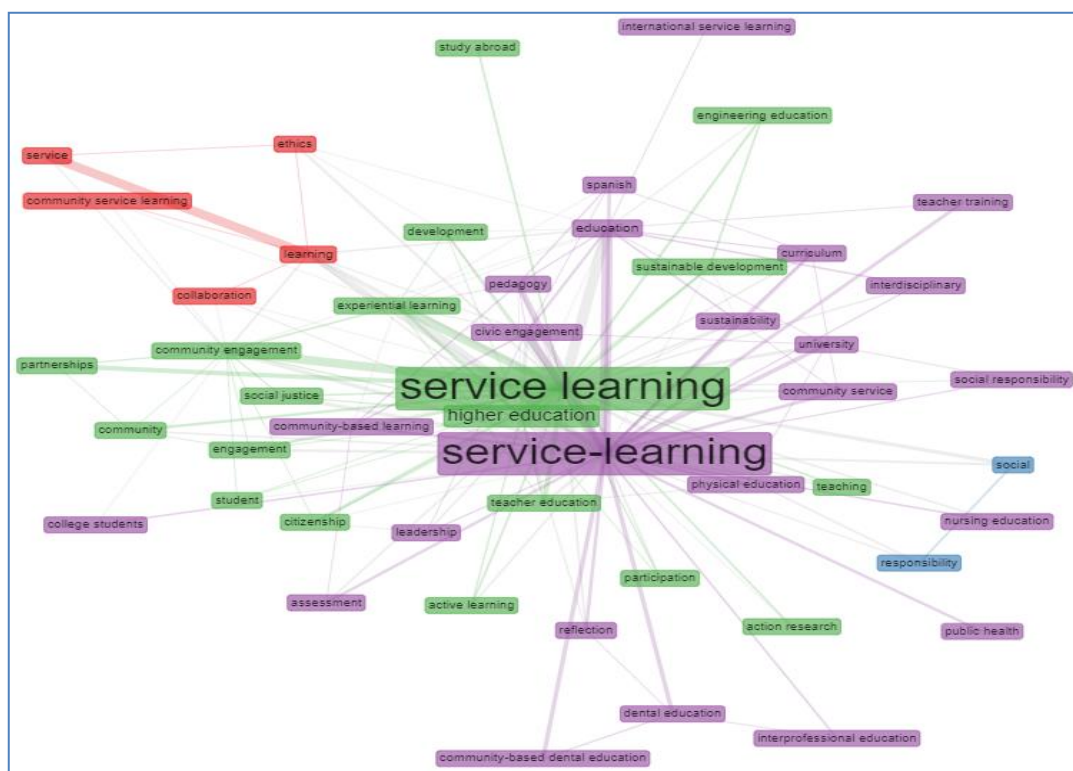 international service learning
study abroad
engineering education
ethics
service
spanish
community service learning
teacher training
education
development
learning
curriculum
sustainable development
pedagogy
interdisciplinary
collaboration
experiential learning
sustainability
civic engagement
university
community engagement
partnerships
social responsibility
service learning
community service
social justice
higher education
community-based learning
community
engagement
service-learning
social
physical education
teaching
student
teacher education
college students
citizenship
nursing education
leadership
responsibility
participation
assessment
active learning
reflection
action research
public health
dental education
interprofessional education
community-based dental education